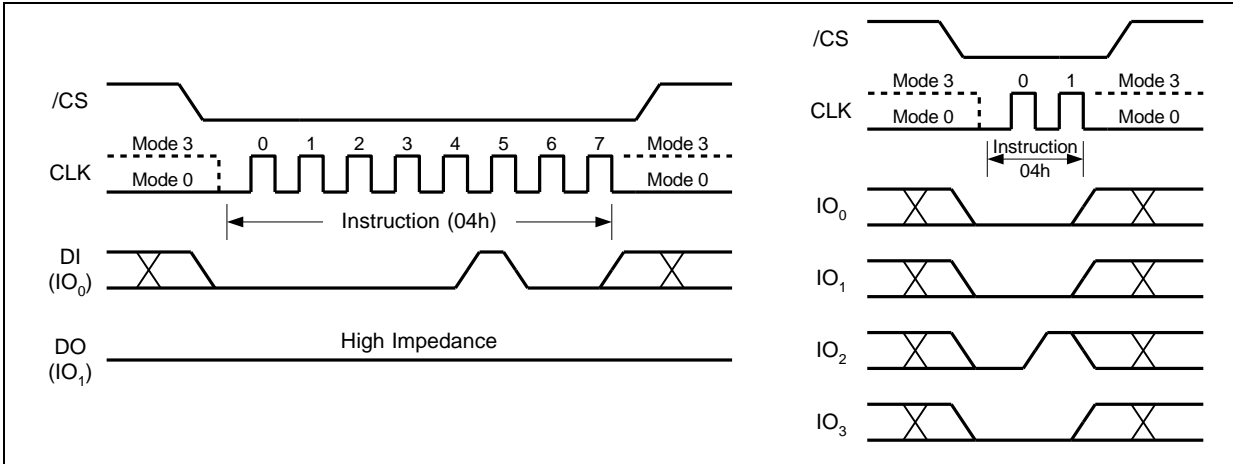 /CS
Mode 3 0 1 2 3 4 5 6 7 Mode 3
CLK
Mode 0 Mode 0
Instruction (04h)
DI
(IO0)
DO
(IO1)
High Impedance
/CS
Mode 3 0 1 Mode 3
CLK
Mode 0 Mode 0
Instruction
04h
IO0
IO1
IO2
IO3